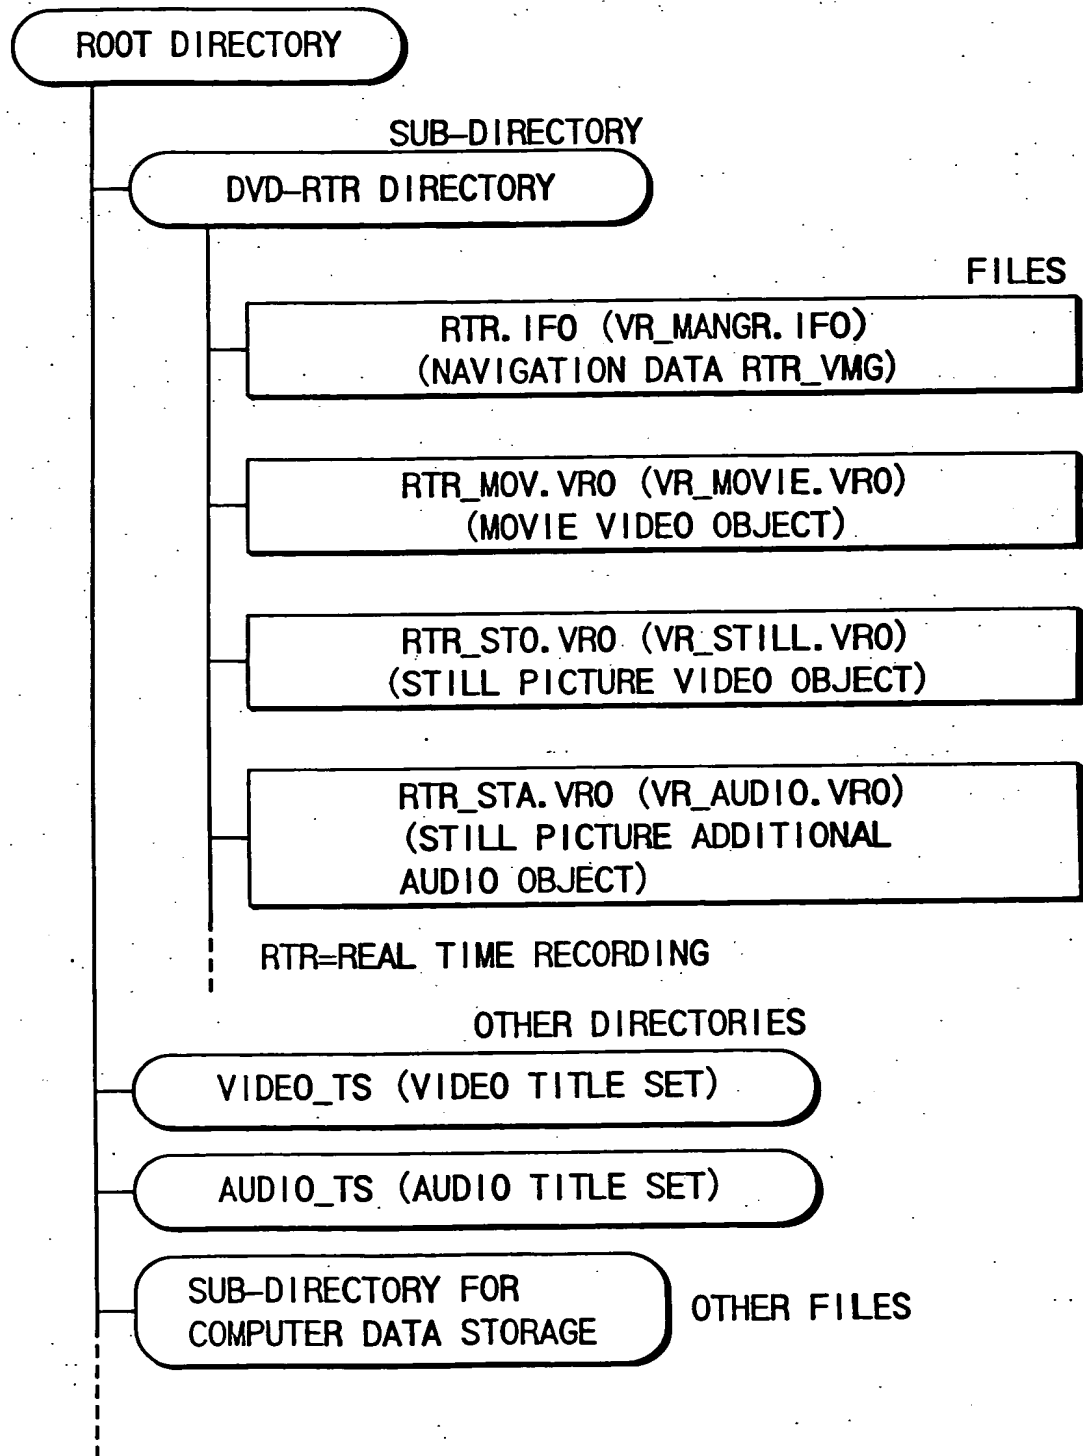 ROOT DIRECTORY
SUB-DIRECTORY
DVD-RTR DIRECTORY
FILES
RTR.IFO (VR_MANGR.IFO)
(NAVIGATION DATA RTR_VMG)
RTR_MOV.VRO (VR_MOVIE.VRO)
(MOVIE VIDEO OBJECT)
RTR_STO.VRO (VR_STILL.VRO)
(STILL PICTURE VIDEO OBJECT)
RTR_STA.VRO (VR_AUDIO.VRO)
(STILL PICTURE ADDITIONAL
AUDIO OBJECT)
RTR=REAL TIME RECORDING
OTHER DIRECTORIES
VIDEO_TS (VIDEO TITLE SET)
AUDIO_TS (AUDIO TITLE SET)
SUB-DIRECTORY FOR
COMPUTER DATA STORAGE
OTHER FILES